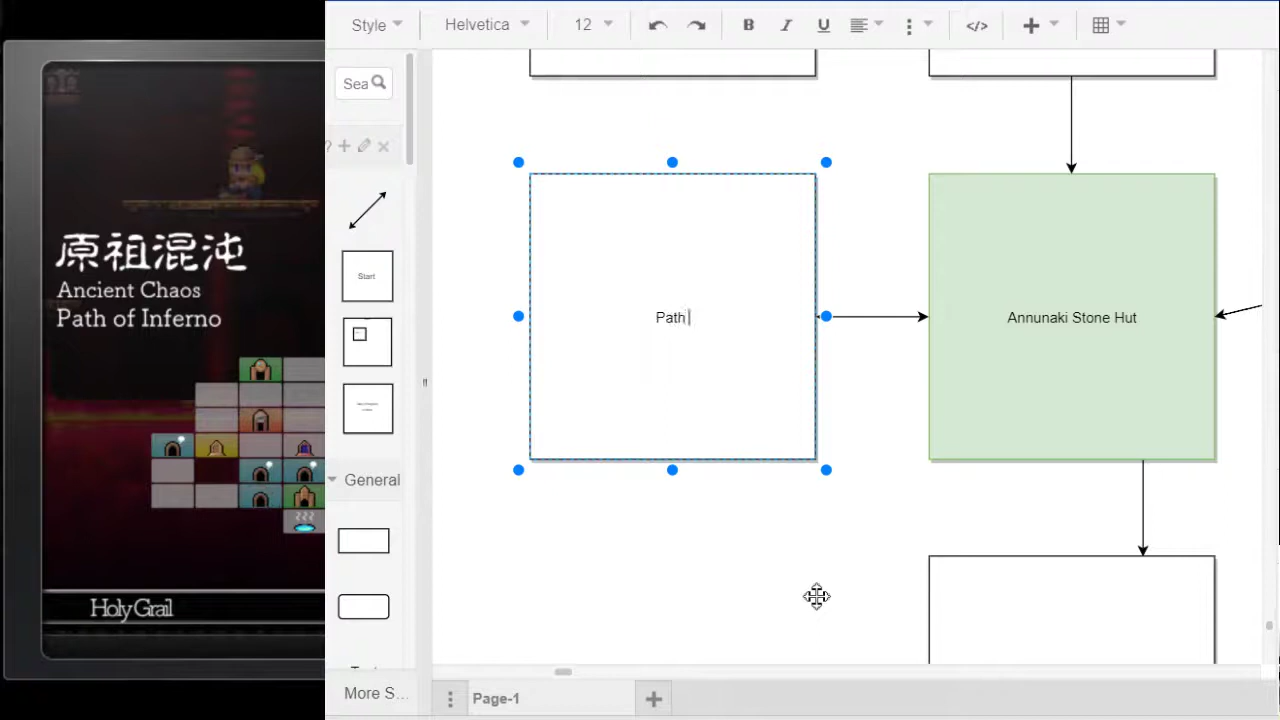 Style
Helvetica
12
B
I
U
Sea
?
原祖混沌
Ancient Chaos
Path of Inferno
Start
Path
Annunaki Stone Hut
General
HolyGrail
More S...
Page-1